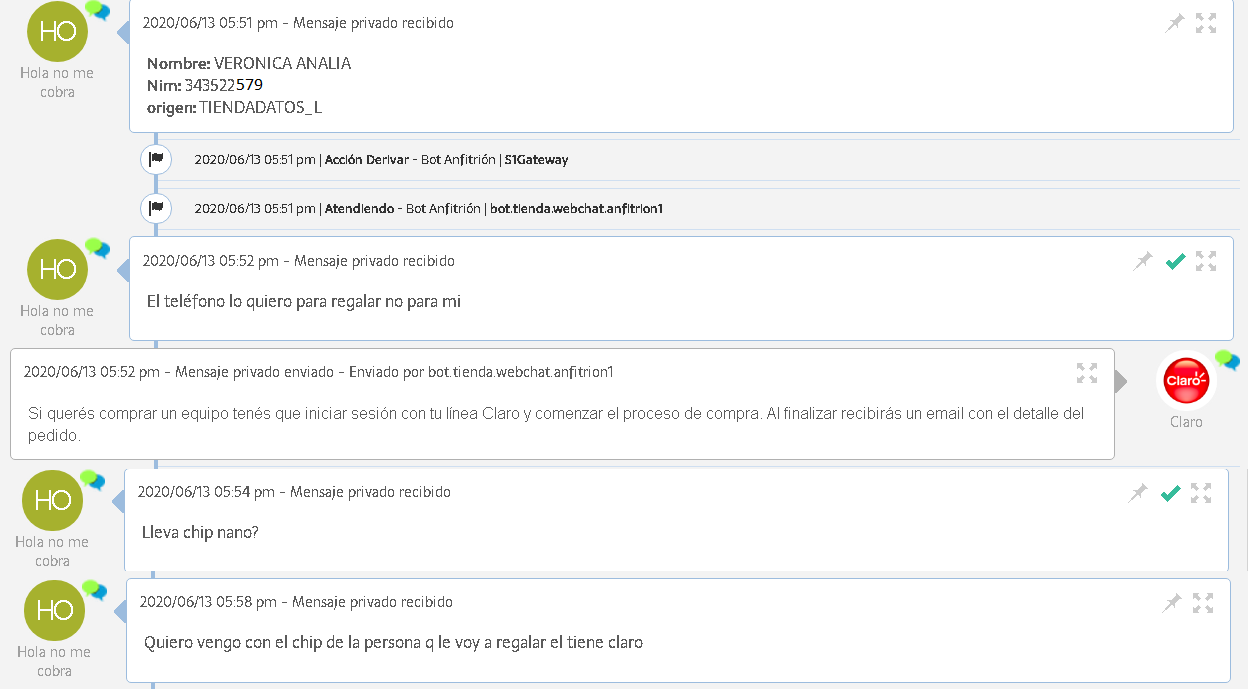 HO
Hola no me
cobra
2020/06/13 05:51 pm - Mensaje privado recibido
Nombre: VERONICA ANALIA
Nim: 343522579
origen: TIENDADATOS_L
2020/06/13 05:51 pm | Acción Derivar - Bot Anfitrión | S1Gateway
2020/06/13 05:51 pm | Atendiendo - Bot Anfitrión | bot.tienda.webchat.anfitrion1
HO
Hola no me
cobra
2020/06/13 05:52 pm - Mensaje privado recibido
El teléfono lo quiero para regalar no para mi
2020/06/13 05:52 pm - Mensaje privado enviado - Enviado por bot.tienda.webchat.anfitrion1
Si querés comprar un equipo tenés que iniciar sesión con tu línea Claro y comenzar el proceso de compra. Al finalizar recibirás un email con el detalle del
pedido.
Claro
Claro
HO
Hola no me
cobra
2020/06/13 05:54 pm - Mensaje privado recibido
Lleva chip nano?
HO
Hola no me
cobra
2020/06/13 05:58 pm - Mensaje privado recibido
Quiero vengo con el chip de la persona q le voy a regalar el tiene claro